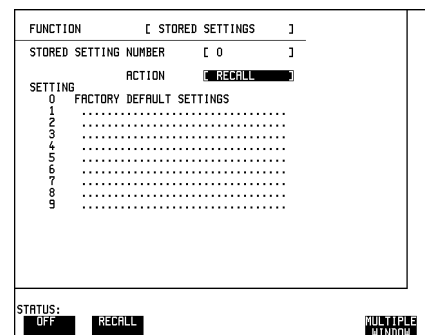 FUNCTION [ STORED SETTINGS ]
STORED SETTING NUMBER [ 0 ]
ACTION [ RECALL ]
SETTING
0 FACTORY DEFAULT SETTINGS
1 ..............................
2 ..............................
3 ..............................
4 ..............................
5 ..............................
6 ..............................
7 ..............................
8 ..............................
9 ..............................
STATUS:
OFF RECALL MULTIPLE
WINDOW